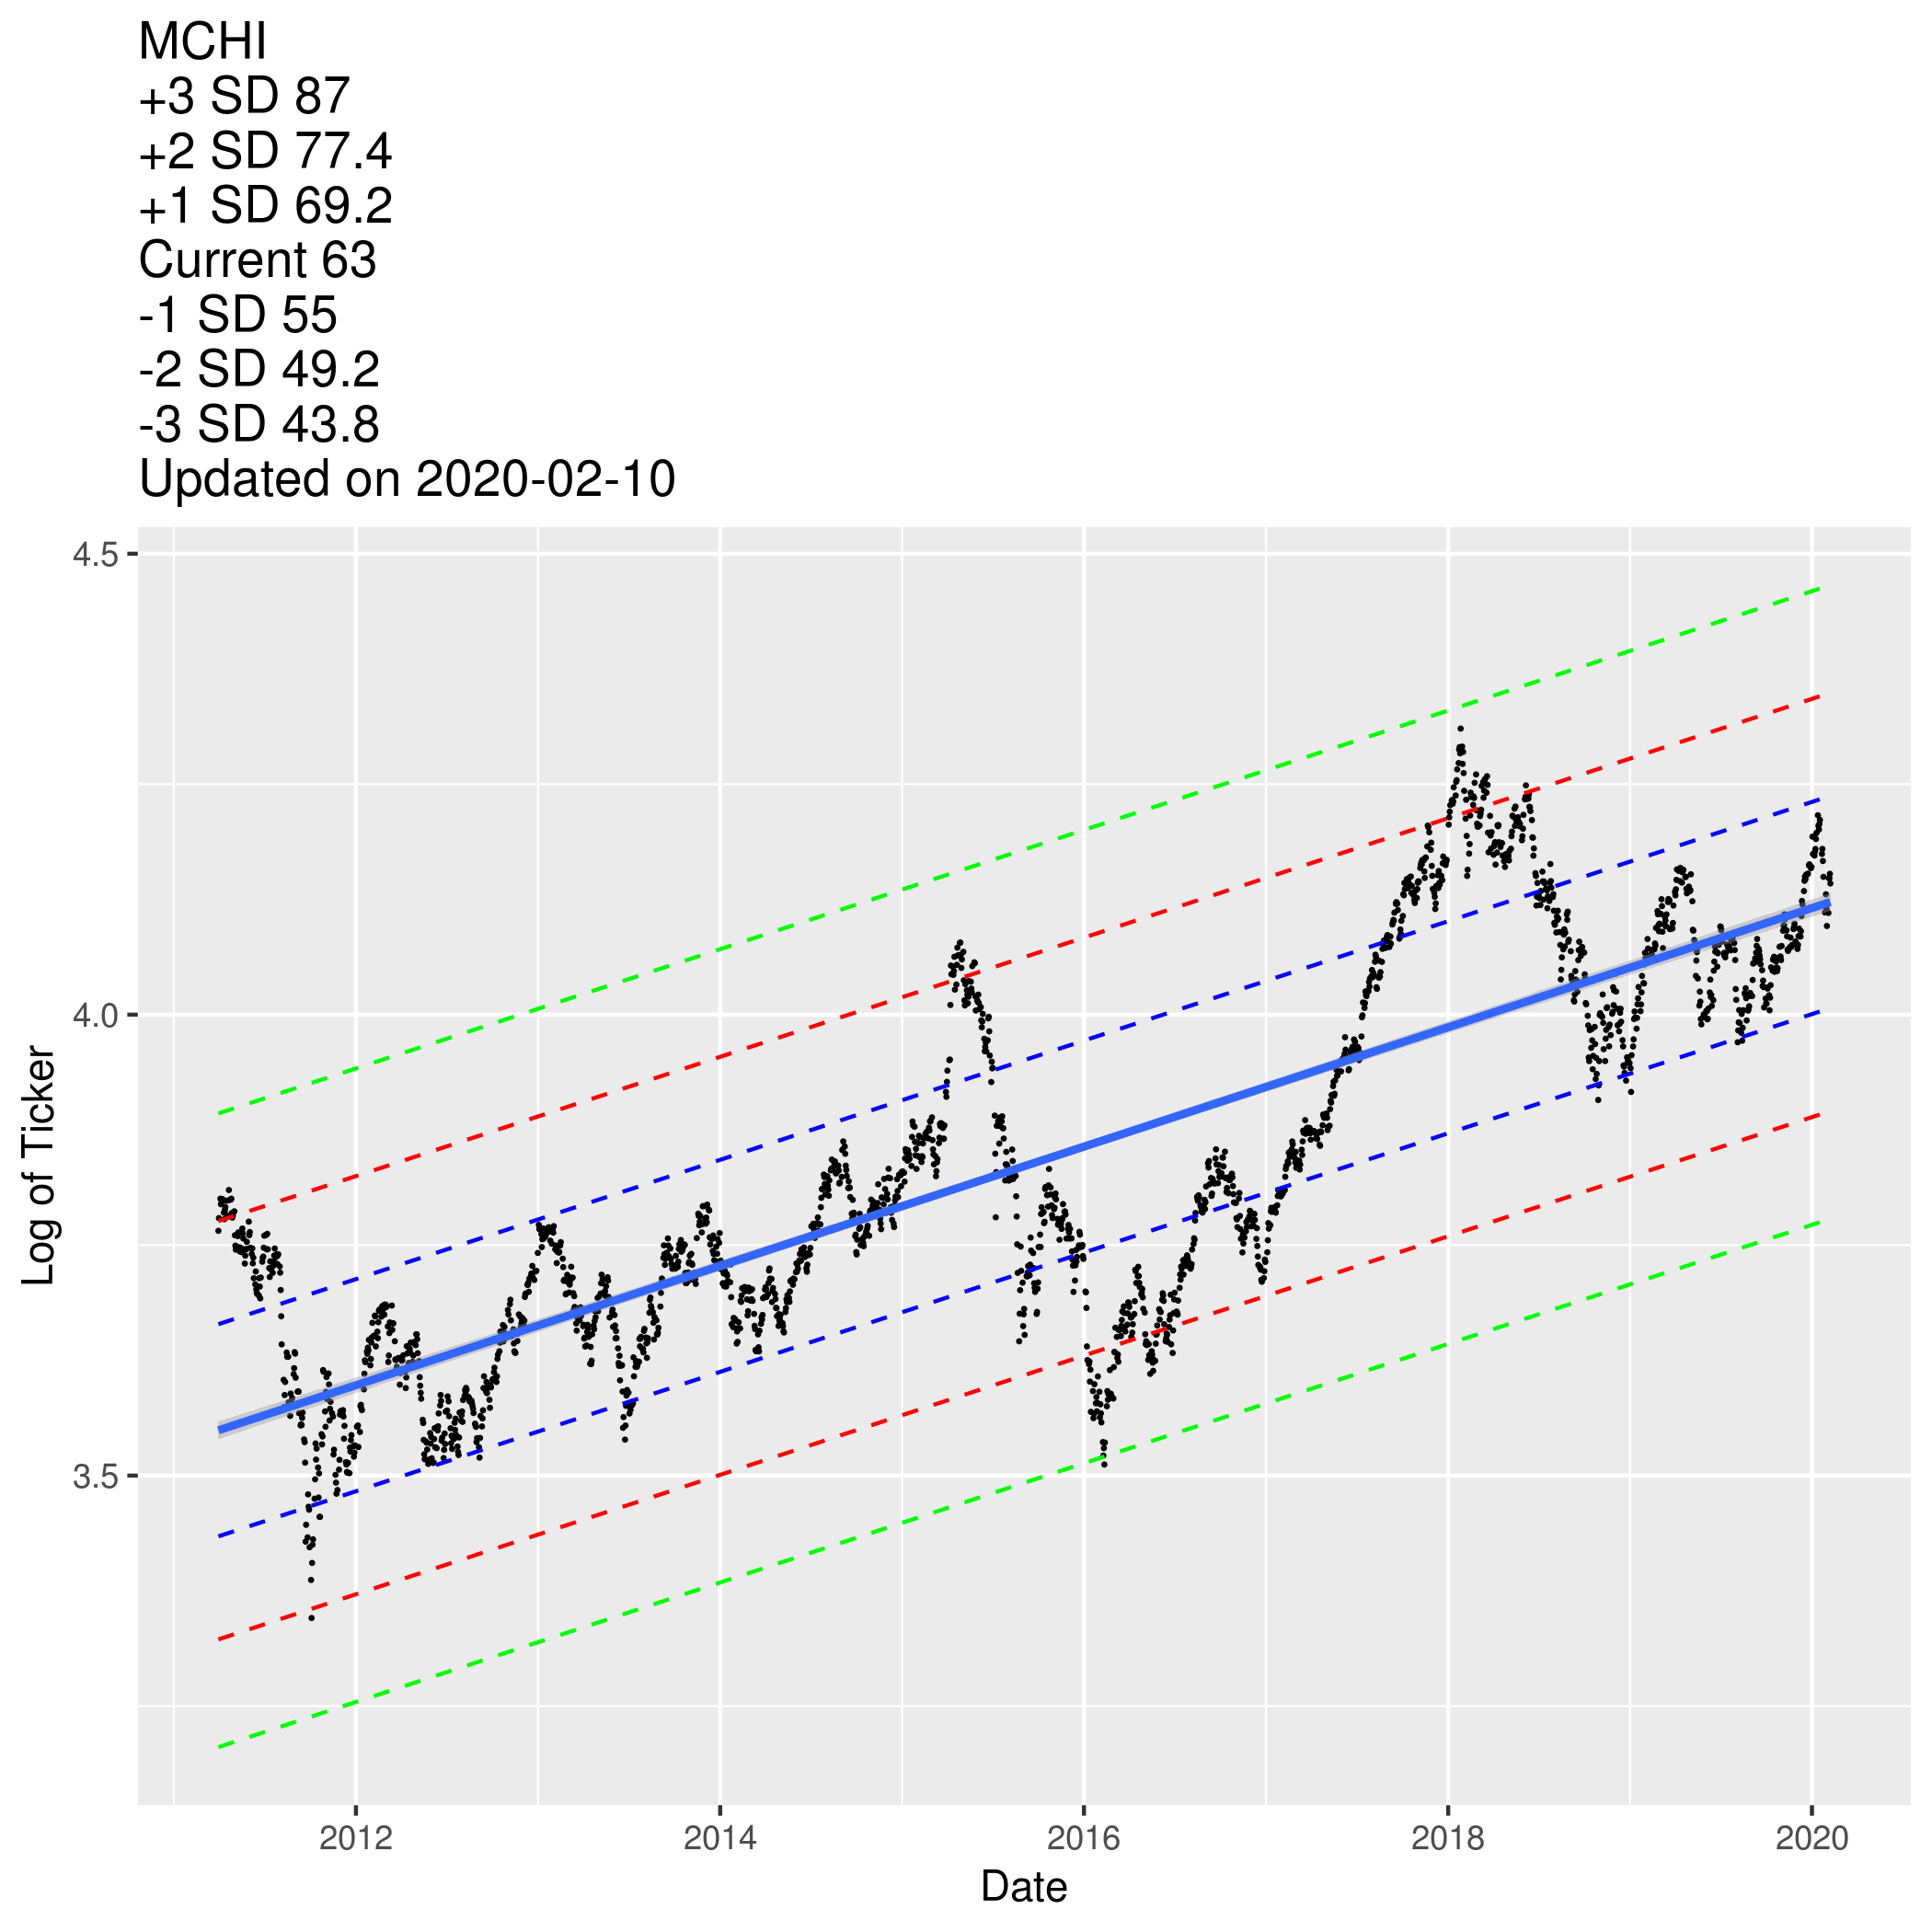 MCHI
+3 SD 87
+2 SD 77.4
+1 SD 69.2
Current 63
-1 SD 55
-2 SD 49.2
-3 SD 43.8
Updated on 2020-02-10
4.5
4.0
3.5
Log of Ticker
2012 2014 2016 2018 2020
Date